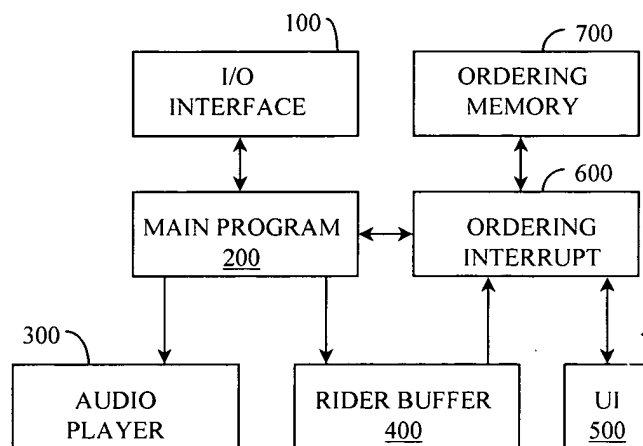 100
700
I/O
INTERFACE
ORDERING
MEMORY
600
MAIN PROGRAM
200
ORDERING
INTERRUPT
300
AUDIO
PLAYER
RIDER BUFFER
400
UI
500